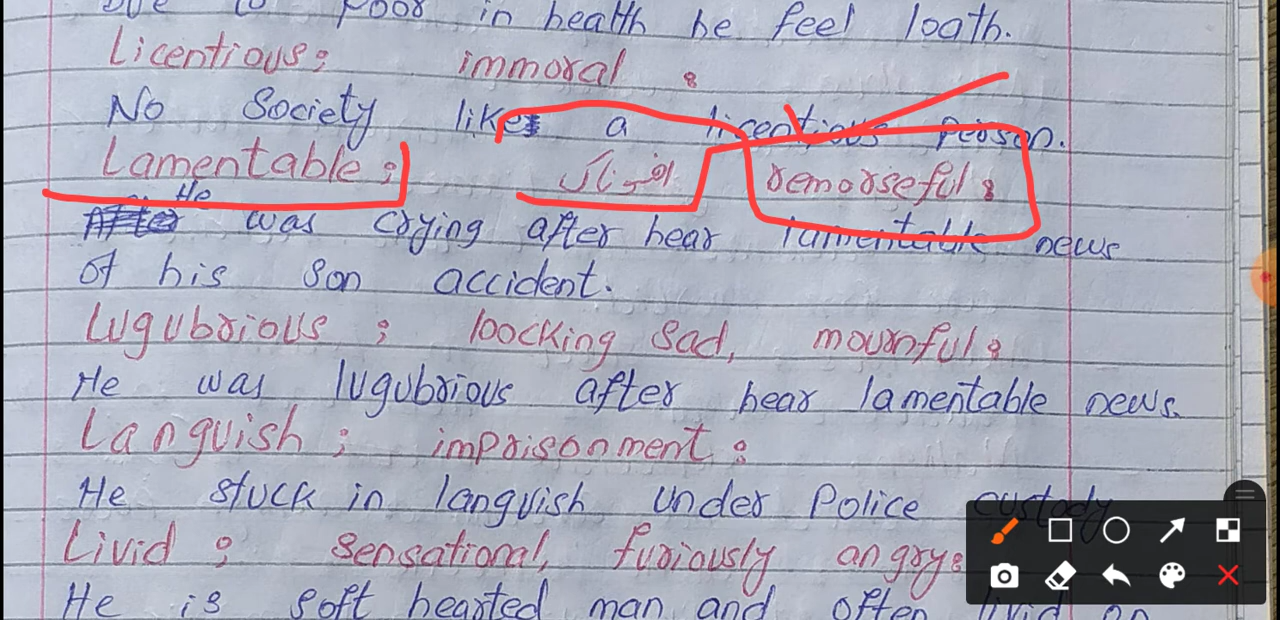 Due to poor in health he feel loath.
Licentious; immoral :
No Society likes a licentious person.
Lamentable ; افسوسناک remorseful :
He was crying after hear lamentable news
of his son accident.
Lugubrious ; loocking sad, mournful :
He was lugubrious after hear lamentable news.
Languish ; imprisonment :
He stuck in languish under Police custody
Livid ; sensational, furiously angry :
He is soft hearted man and often livid on